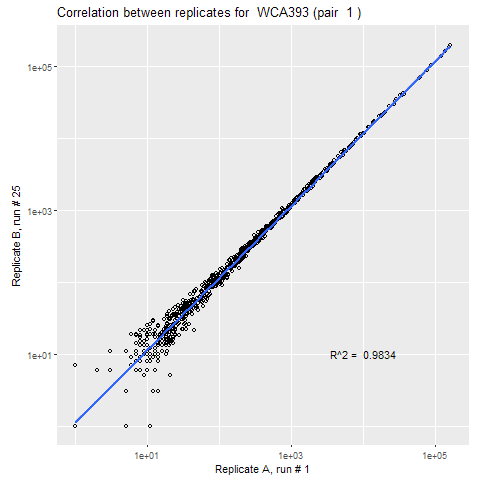 Correlation between replicates for  WCA393 (pair  1 )
Replicate B, run # 25
1e+05
1e+03
1e+01
R^2 =  0.9834
1e+01 1e+03 1e+05
Replicate A, run # 1